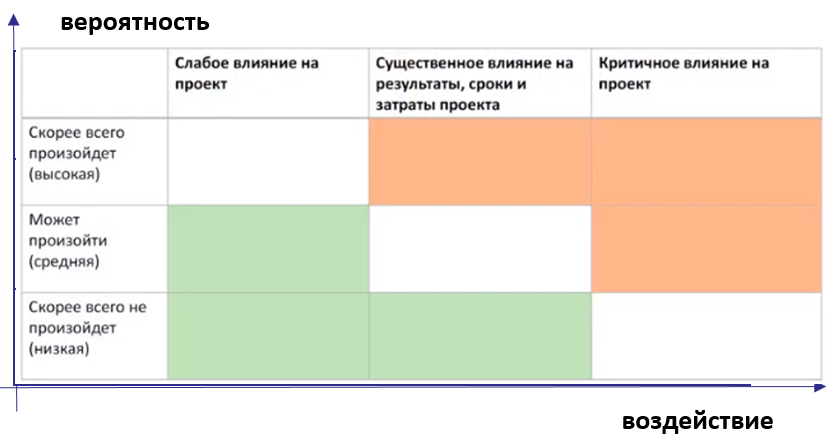 вероятность
Слабое влияние на
проект
Существенное влияние на
результаты, сроки и
затраты проекта
Критичное влияние на
проект
Скорее всего
произойдет
(высокая)
Может
произойти
(средняя)
Скорее всего не
произойдет
(низкая)
воздействие